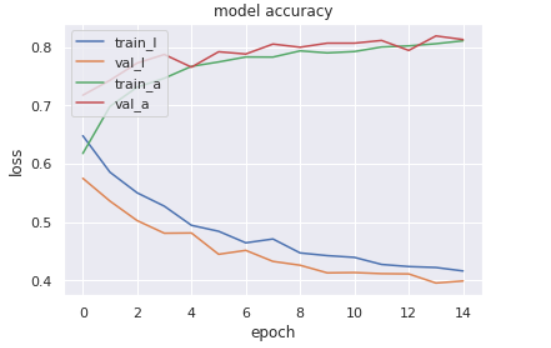 model accuracy
train_l
val_l
train_a
val_a
0.8
0.7
0.6
0.5
0.4
loss
0 2 4 6 8 10 12 14
epoch